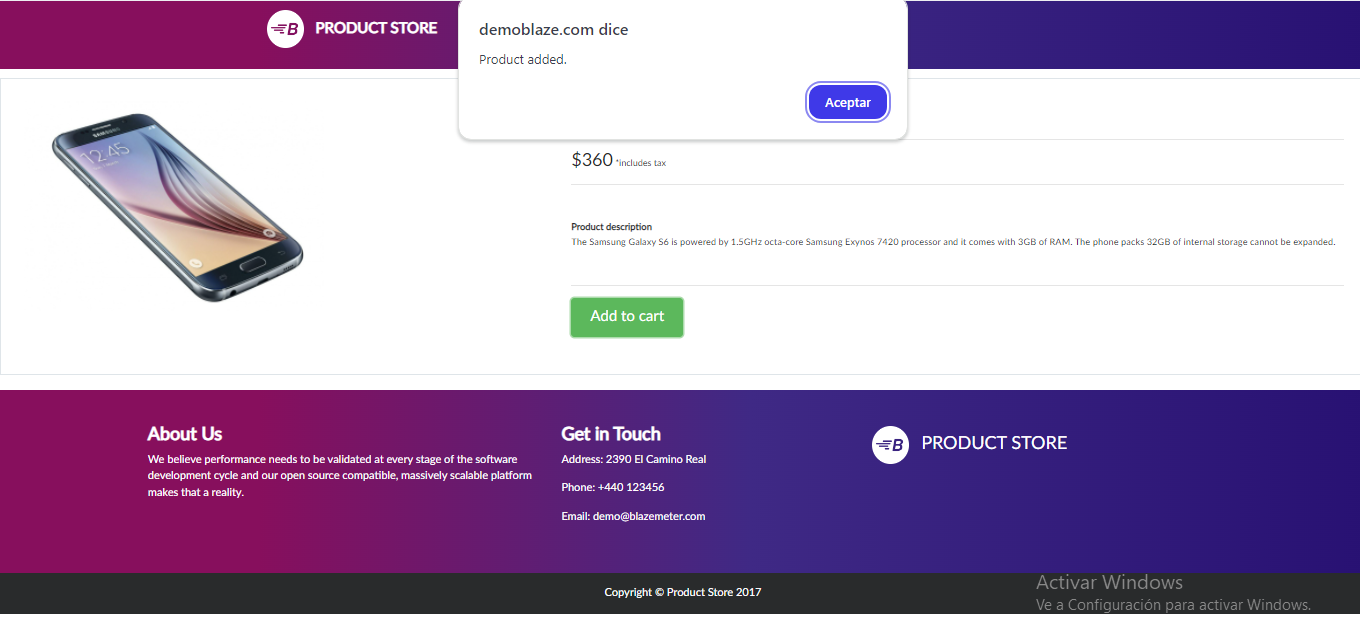 B PRODUCT STORE
demoblaze.com dice
Product added.
Aceptar
SAMSUNG
12:45
$360 *includes tax
Product description
The Samsung Galaxy S6 is powered by 1.5GHz octa-core Samsung Exynos 7420 processor and it comes with 3GB of RAM. The phone packs 32GB of internal storage cannot be expanded.
Add to cart
About Us
We believe performance needs to be validated at every stage of the software
development cycle and our open source compatible, massively scalable platform
makes that a reality.
Get in Touch
Address: 2390 El Camino Real
Phone: +440 123456
Email: demo@blazemeter.com
B PRODUCT STORE
Copyright © Product Store 2017
Activar Windows
Ve a Configuración para activar Windows.